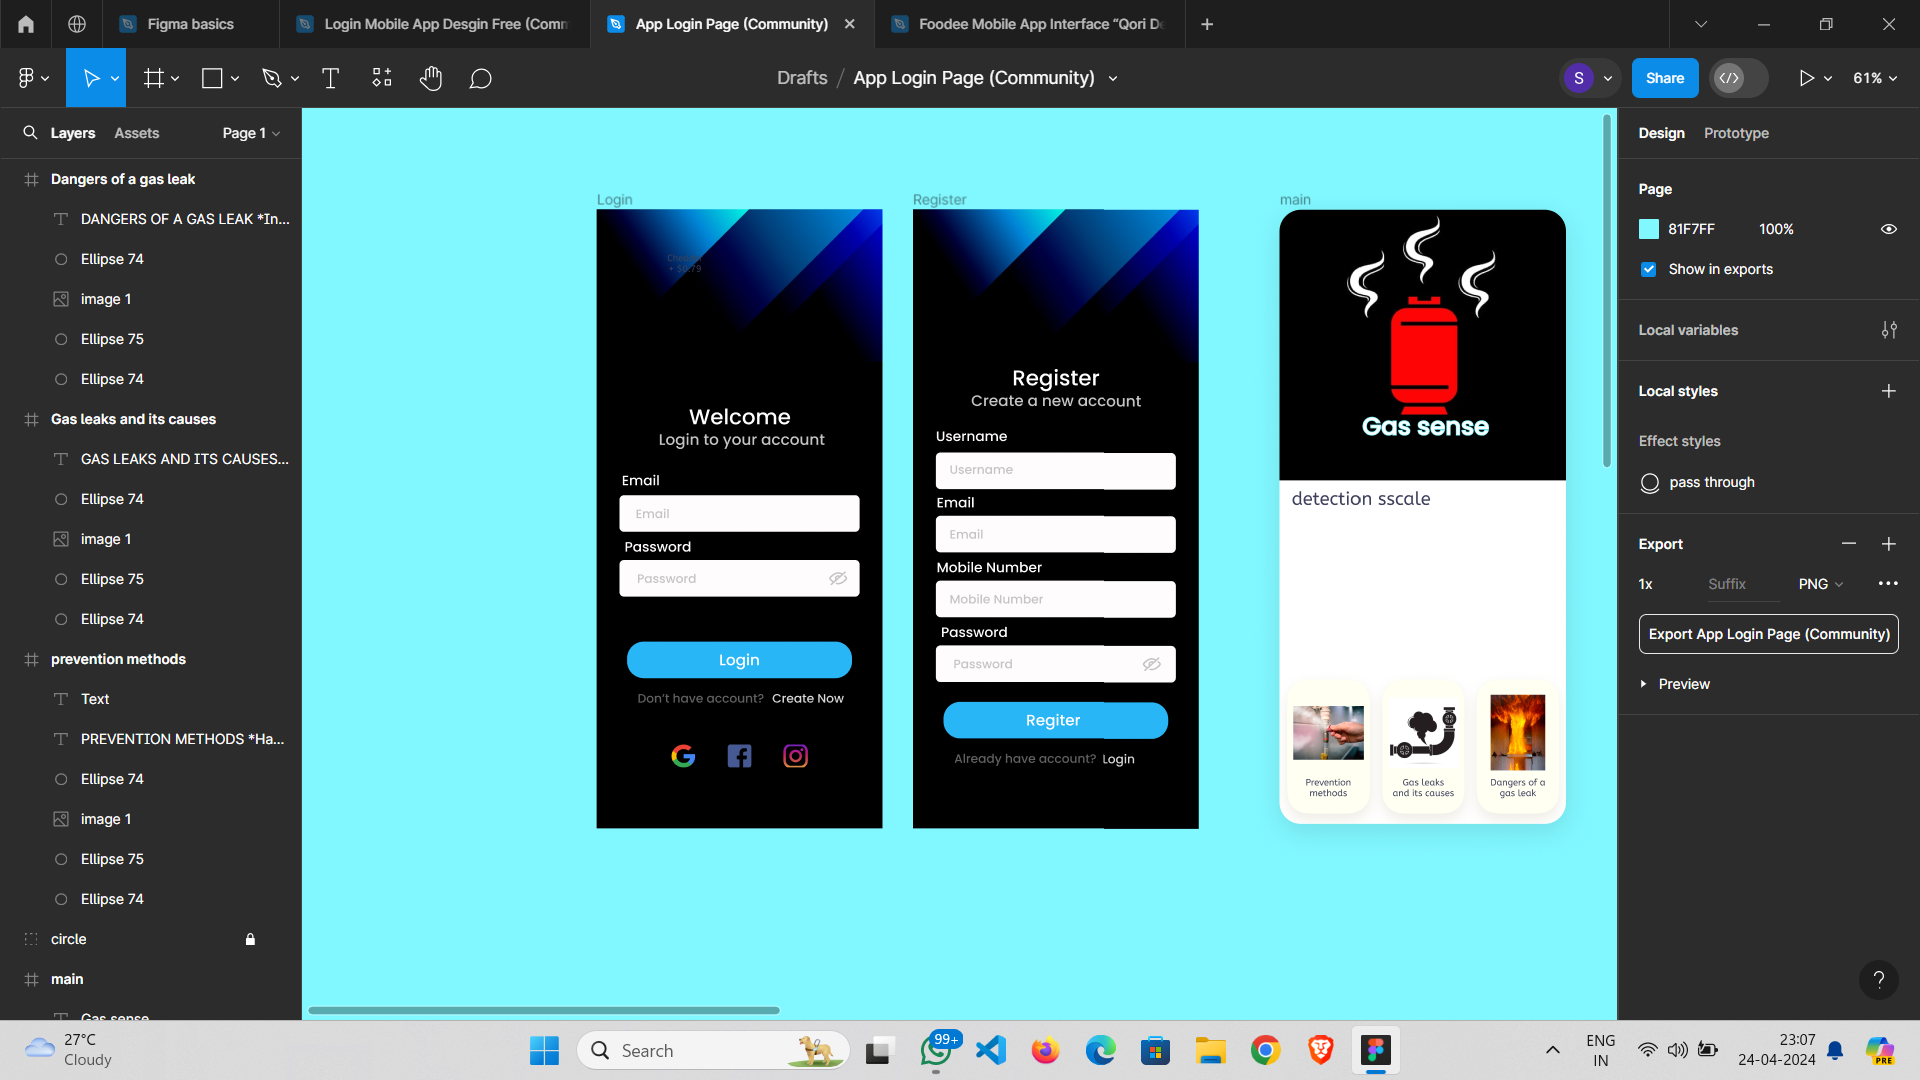 Figma basics
Login Mobile App Desgin Free (Comm
App Login Page (Community)
Foodee Mobile App Interface “Qori De
Drafts / App Login Page (Community)
S
Share
61%
Layers
Assets
Page 1
Dangers of a gas leak
DANGERS OF A GAS LEAK *In...
Ellipse 74
image 1
Ellipse 75
Ellipse 74
Gas leaks and its causes
GAS LEAKS AND ITS CAUSES...
Ellipse 74
image 1
Ellipse 75
Ellipse 74
prevention methods
Text
PREVENTION METHODS *Ha...
Ellipse 74
image 1
Ellipse 75
Ellipse 74
circle
main
Gas sense
Login
+ $0.79
Welcome
Login to your account
Email
Email
Password
Password
Login
Don't have account? Create Now
Register
Register
Create a new account
Username
Username
Email
Email
Mobile Number
Mobile Number
Password
Password
Regiter
Already have account? Login
main
Gas sense
detection sscale
Prevention
methods
Gas leaks
and its causes
Dangers of a
gas leak
Design
Prototype
Page
81F7FF
100%
Show in exports
Local variables
Local styles
Effect styles
pass through
Export
1x
Suffix
PNG
Export App Login Page (Community)
Preview
?
27°C
Cloudy
Search
99+
ENG
IN
23:07
24-04-2024
PRE